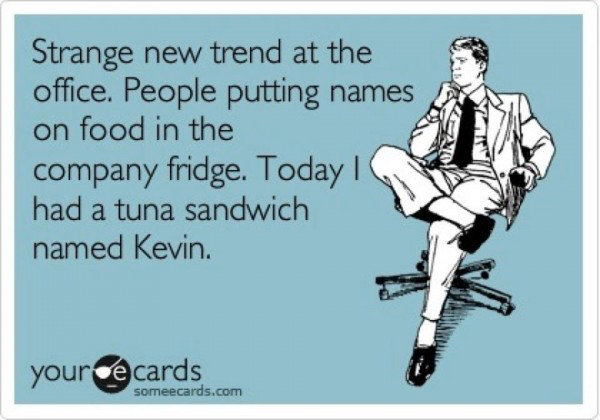 Strange new trend at the
office. People putting names
on food in the
company fridge. Today I
had a tuna sandwich
named Kevin.
your e cards
someecards.com